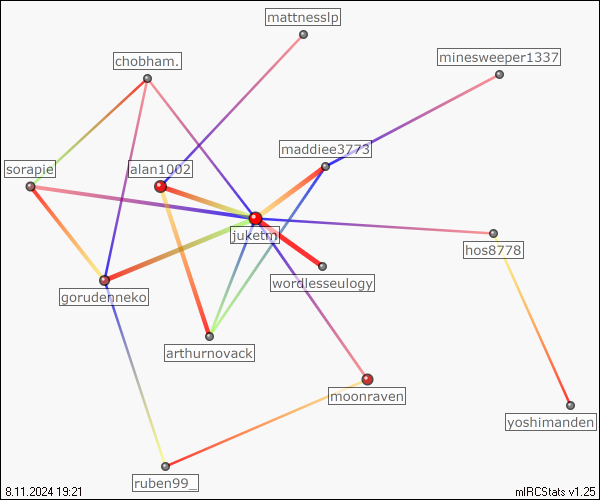 mattnesslp
chobham.
minesweeper1337
maddiee3773
sorapie
alan1002
juketm
hos8778
wordlesseulogy
gorudenneko
arthurnovack
moonraven
yoshimanden
ruben99_
8.11.2024 19:21
mIRCStats v1.25